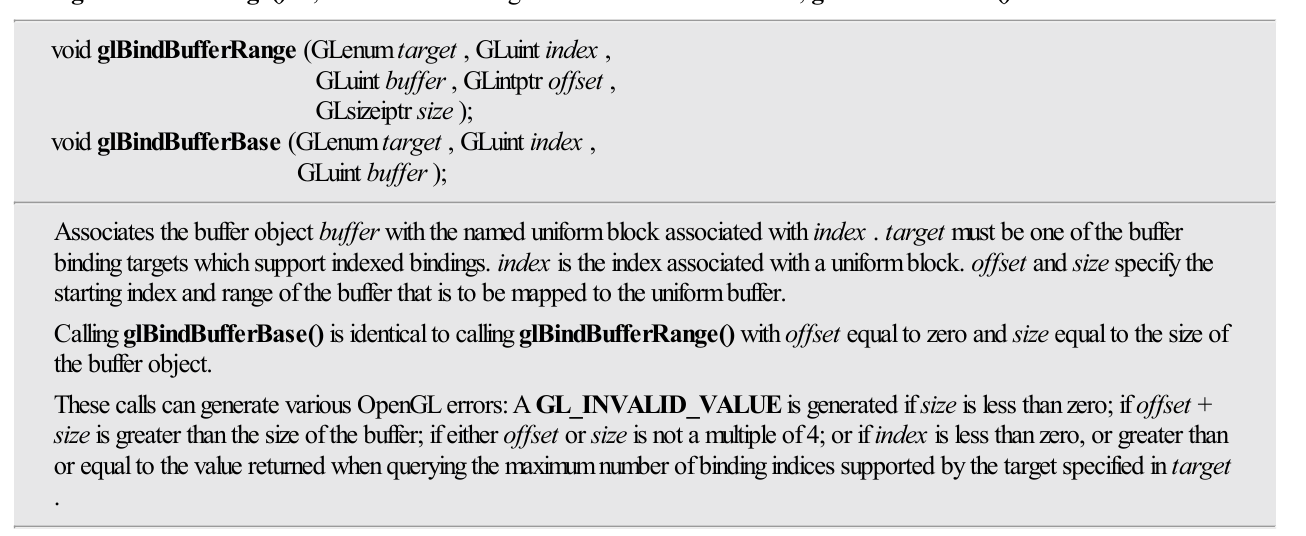 void glBindBufferRange (GLenum target , GLuint index ,
GLuint buffer , GLintptr offset ,
GLsizeiptr size );
void glBindBufferBase (GLenum target , GLuint index ,
GLuint buffer );
Associates the buffer object buffer with the named uniform block associated with index . target must be one of the buffer
binding targets which support indexed bindings. index is the index associated with a uniform block. offset and size specify the
starting index and range of the buffer that is to be mapped to the uniform buffer.
Calling glBindBufferBase() is identical to calling glBindBufferRange() with offset equal to zero and size equal to the size of
the buffer object.
These calls can generate various OpenGL errors: A GL_INVALID_VALUE is generated if size is less than zero; if offset +
size is greater than the size of the buffer; if either offset or size is not a multiple of 4; or if index is less than zero, or greater than
or equal to the value returned when querying the maximum number of binding indices supported by the target specified in target
.